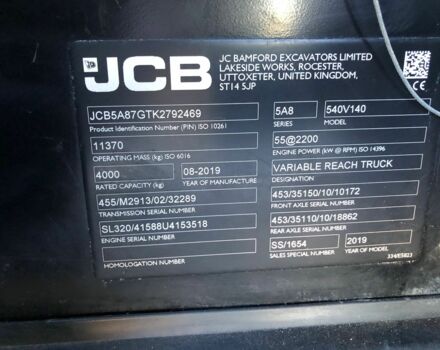 JCB
JC BAMFORD EXCAVATORS LIMITED
LAKESIDE WORKS, ROCESTER,
UTTOXETER, UNITED KINGDOM,
ST14 5JP
JCB5A87GTK2792469
Product Identification Number (PIN) ISO 10261
11370
OPERATING MASS (kg) ISO 6016
4000
RATED CAPACITY (kg)
08-2019
YEAR OF MANUFACTURE
455/M2913/02/32289
TRANSMISSION SERIAL NUMBER
SL320/41588U4153518
ENGINE SERIAL NUMBER
HOMOLOGATION NUMBER
5A8
SERIES
540V140
MODEL
55@2200
ENGINE POWER (kW @ RPM) ISO 14396
VARIABLE REACH TRUCK
DESIGNATION
453/35150/10/10172
FRONT AXLE SERIAL NUMBER
453/35110/10/18862
REAR AXLE SERIAL NUMBER
SS/1654
SALES SPECIAL NUMBER
2019
MODEL YEAR
334/E5823